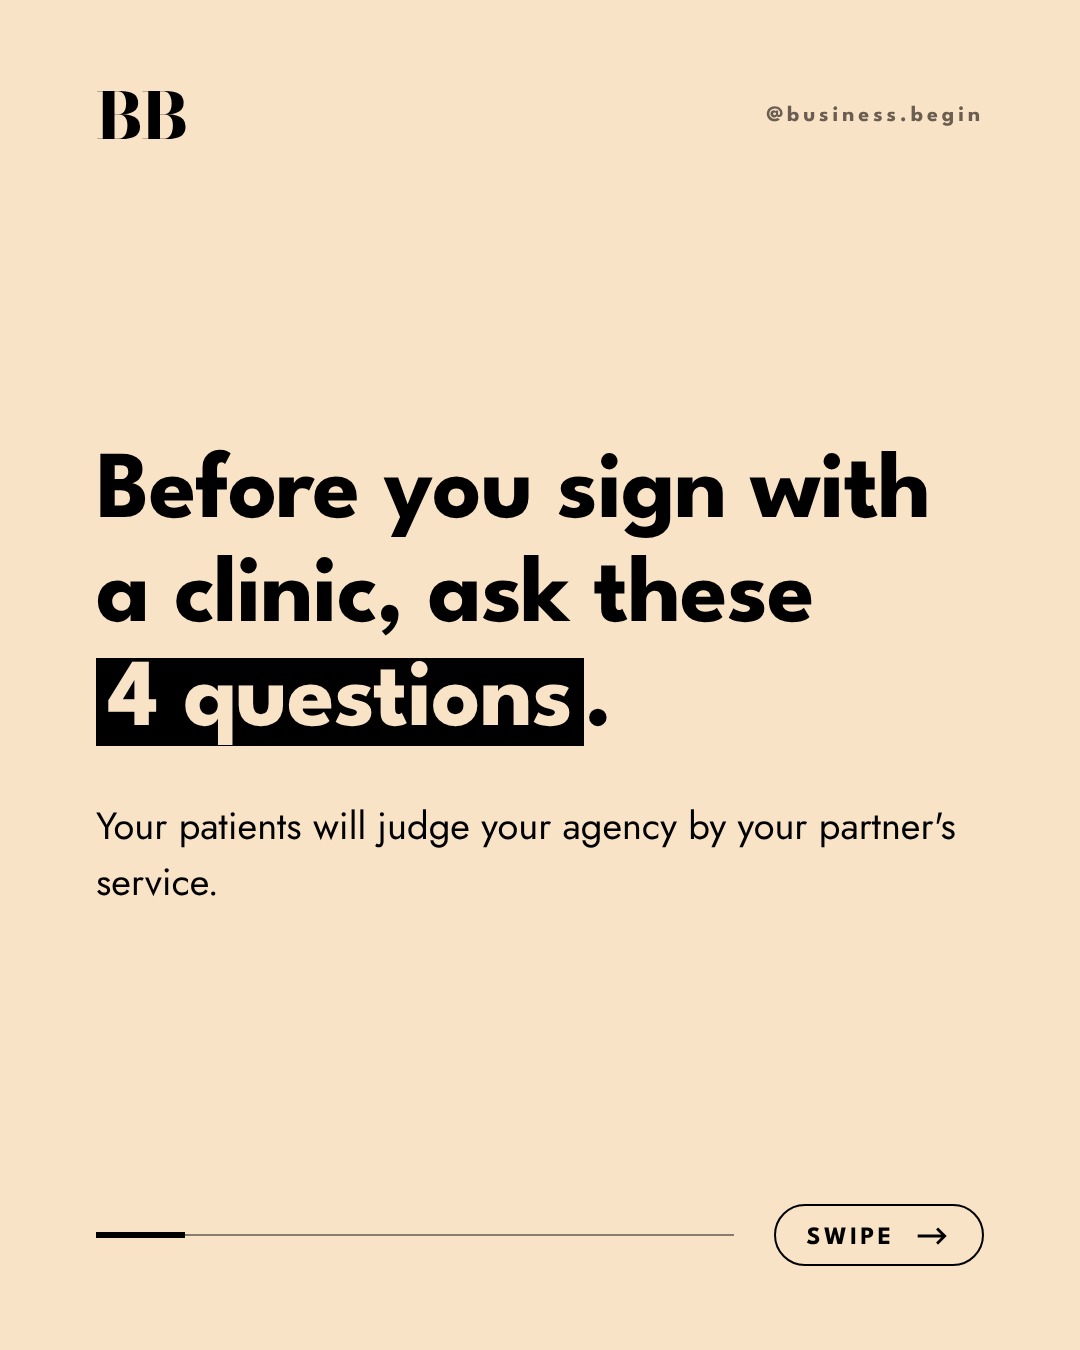 BB
@business.begin
Before you sign with
a clinic, ask these
4 questions.
Your patients will judge your agency by your partner's
service.
SWIPE →